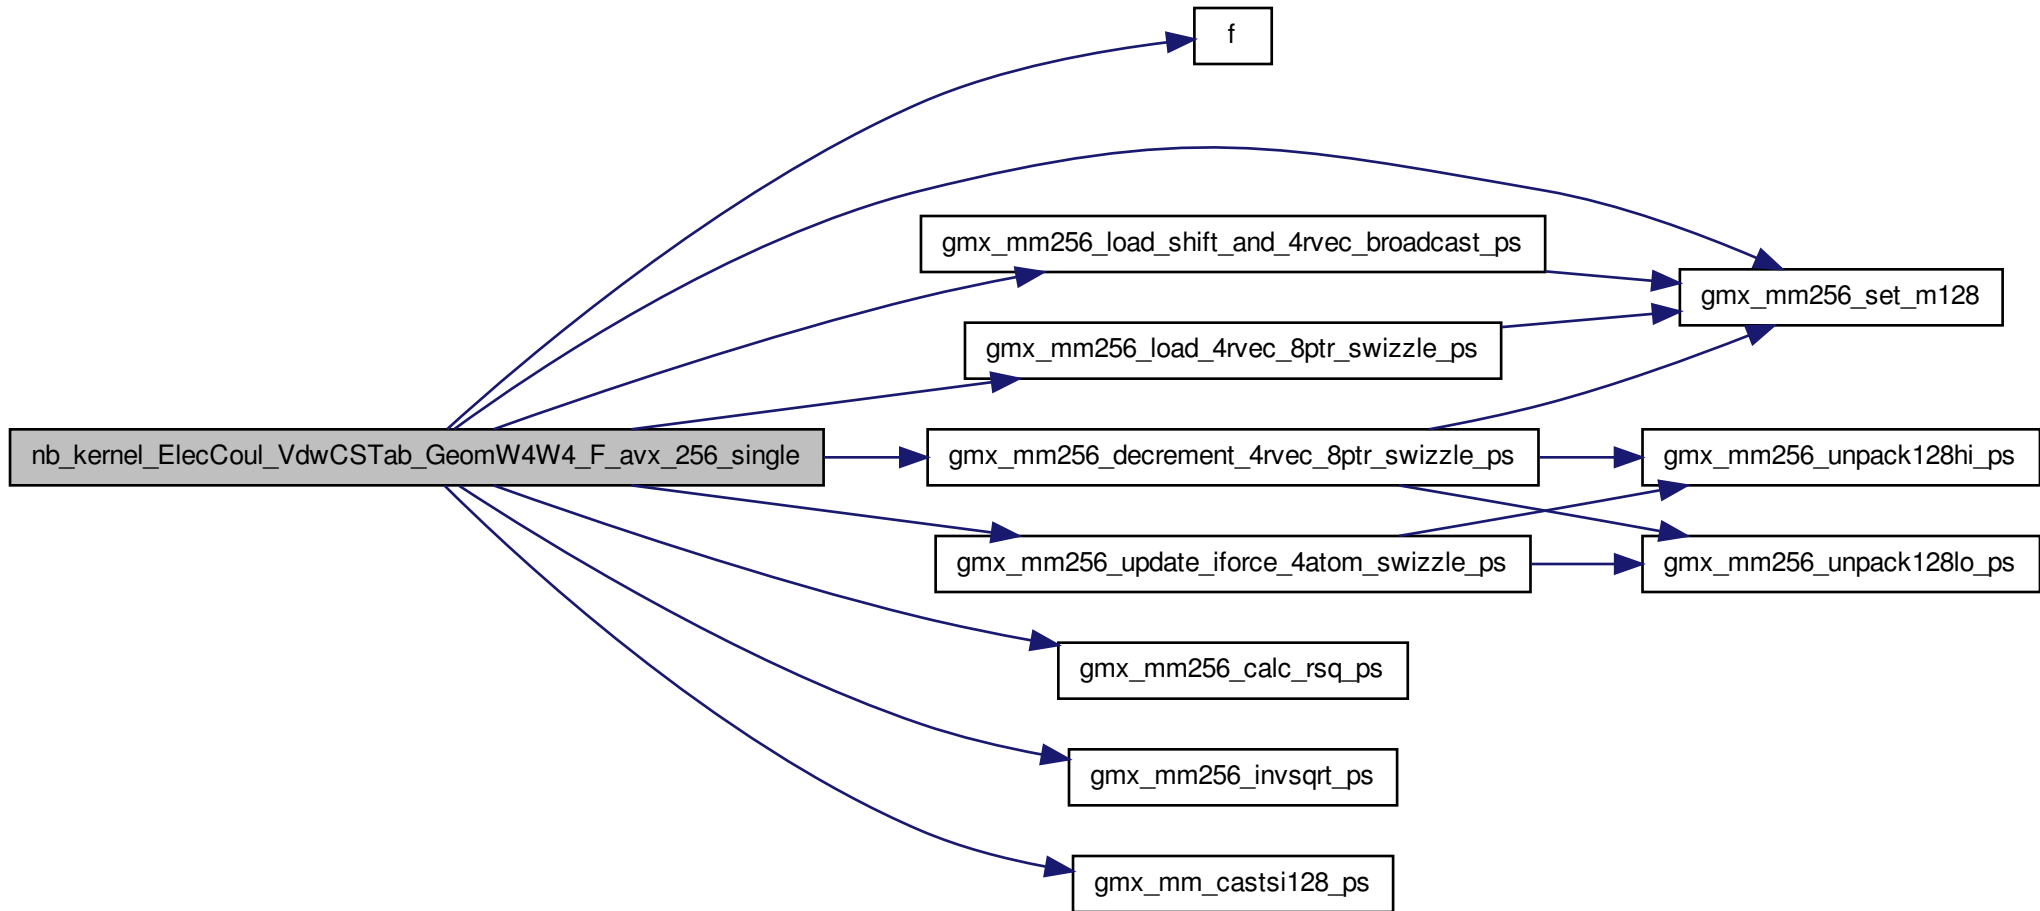 f
gmx_mm256_load_shift_and_4rvec_broadcast_ps
gmx_mm256_set_m128
gmx_mm256_load_4rvec_8ptr_swizzle_ps
nb_kernel_ElecCoul_VdwCSTab_GeomW4W4_F_avx_256_single
gmx_mm256_decrement_4rvec_8ptr_swizzle_ps
gmx_mm256_unpack128hi_ps
gmx_mm256_update_iforce_4atom_swizzle_ps
gmx_mm256_unpack128lo_ps
gmx_mm256_calc_rsq_ps
gmx_mm256_invsqrt_ps
gmx_mm_castsi128_ps